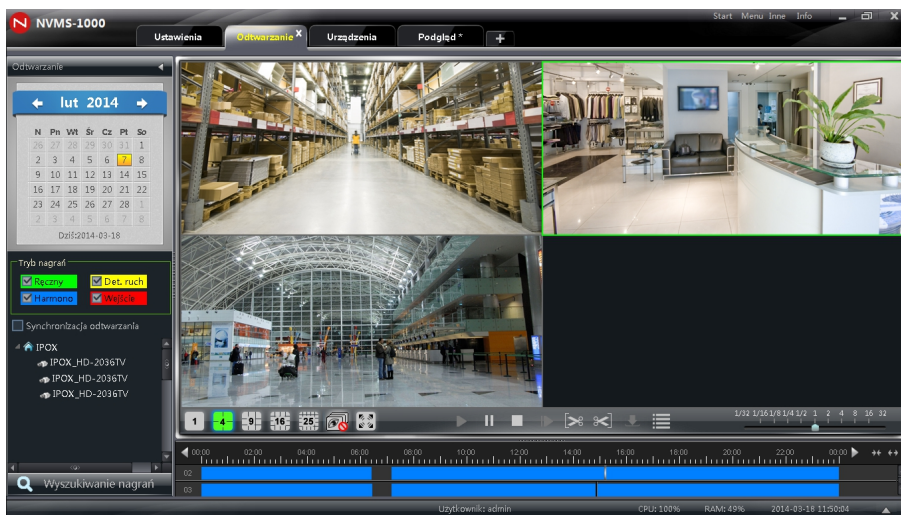 NVMS-1000
Start Menu Inne Info
Ustawienia Odtwarzanie Urządzenia Podgląd *
Odtwarzanie
lut 2014
N Pn Wt Śr Cz Pt So
26 27 28 29 30 31 1
2 3 4 5 6 7 8
9 10 11 12 13 14 15
16 17 18 19 20 21 22
23 24 25 26 27 28 1
2 3 4 5 6 7 8
Dziś:2014-03-18
Tryb nagrań
Ręczny Det. ruch
Harmono Wejście
Synchronizacja odtwarzania
IPOX
IPOX_HD-2036TV
IPOX_HD-2036TV
IPOX_HD-2036TV
Wyszukiwanie nagrań
1 4 9 16 25
1/32 1/16 1/8 1/4 1/2 1 2 4 8 16 32
00:00 02:00 04:00 06:00 08:00 10:00 12:00 14:00 16:00 18:00 20:00 22:00 00:00
02
03
Użytkownik: admin CPU: 100% RAM: 49% 2014-03-18 11:50:04